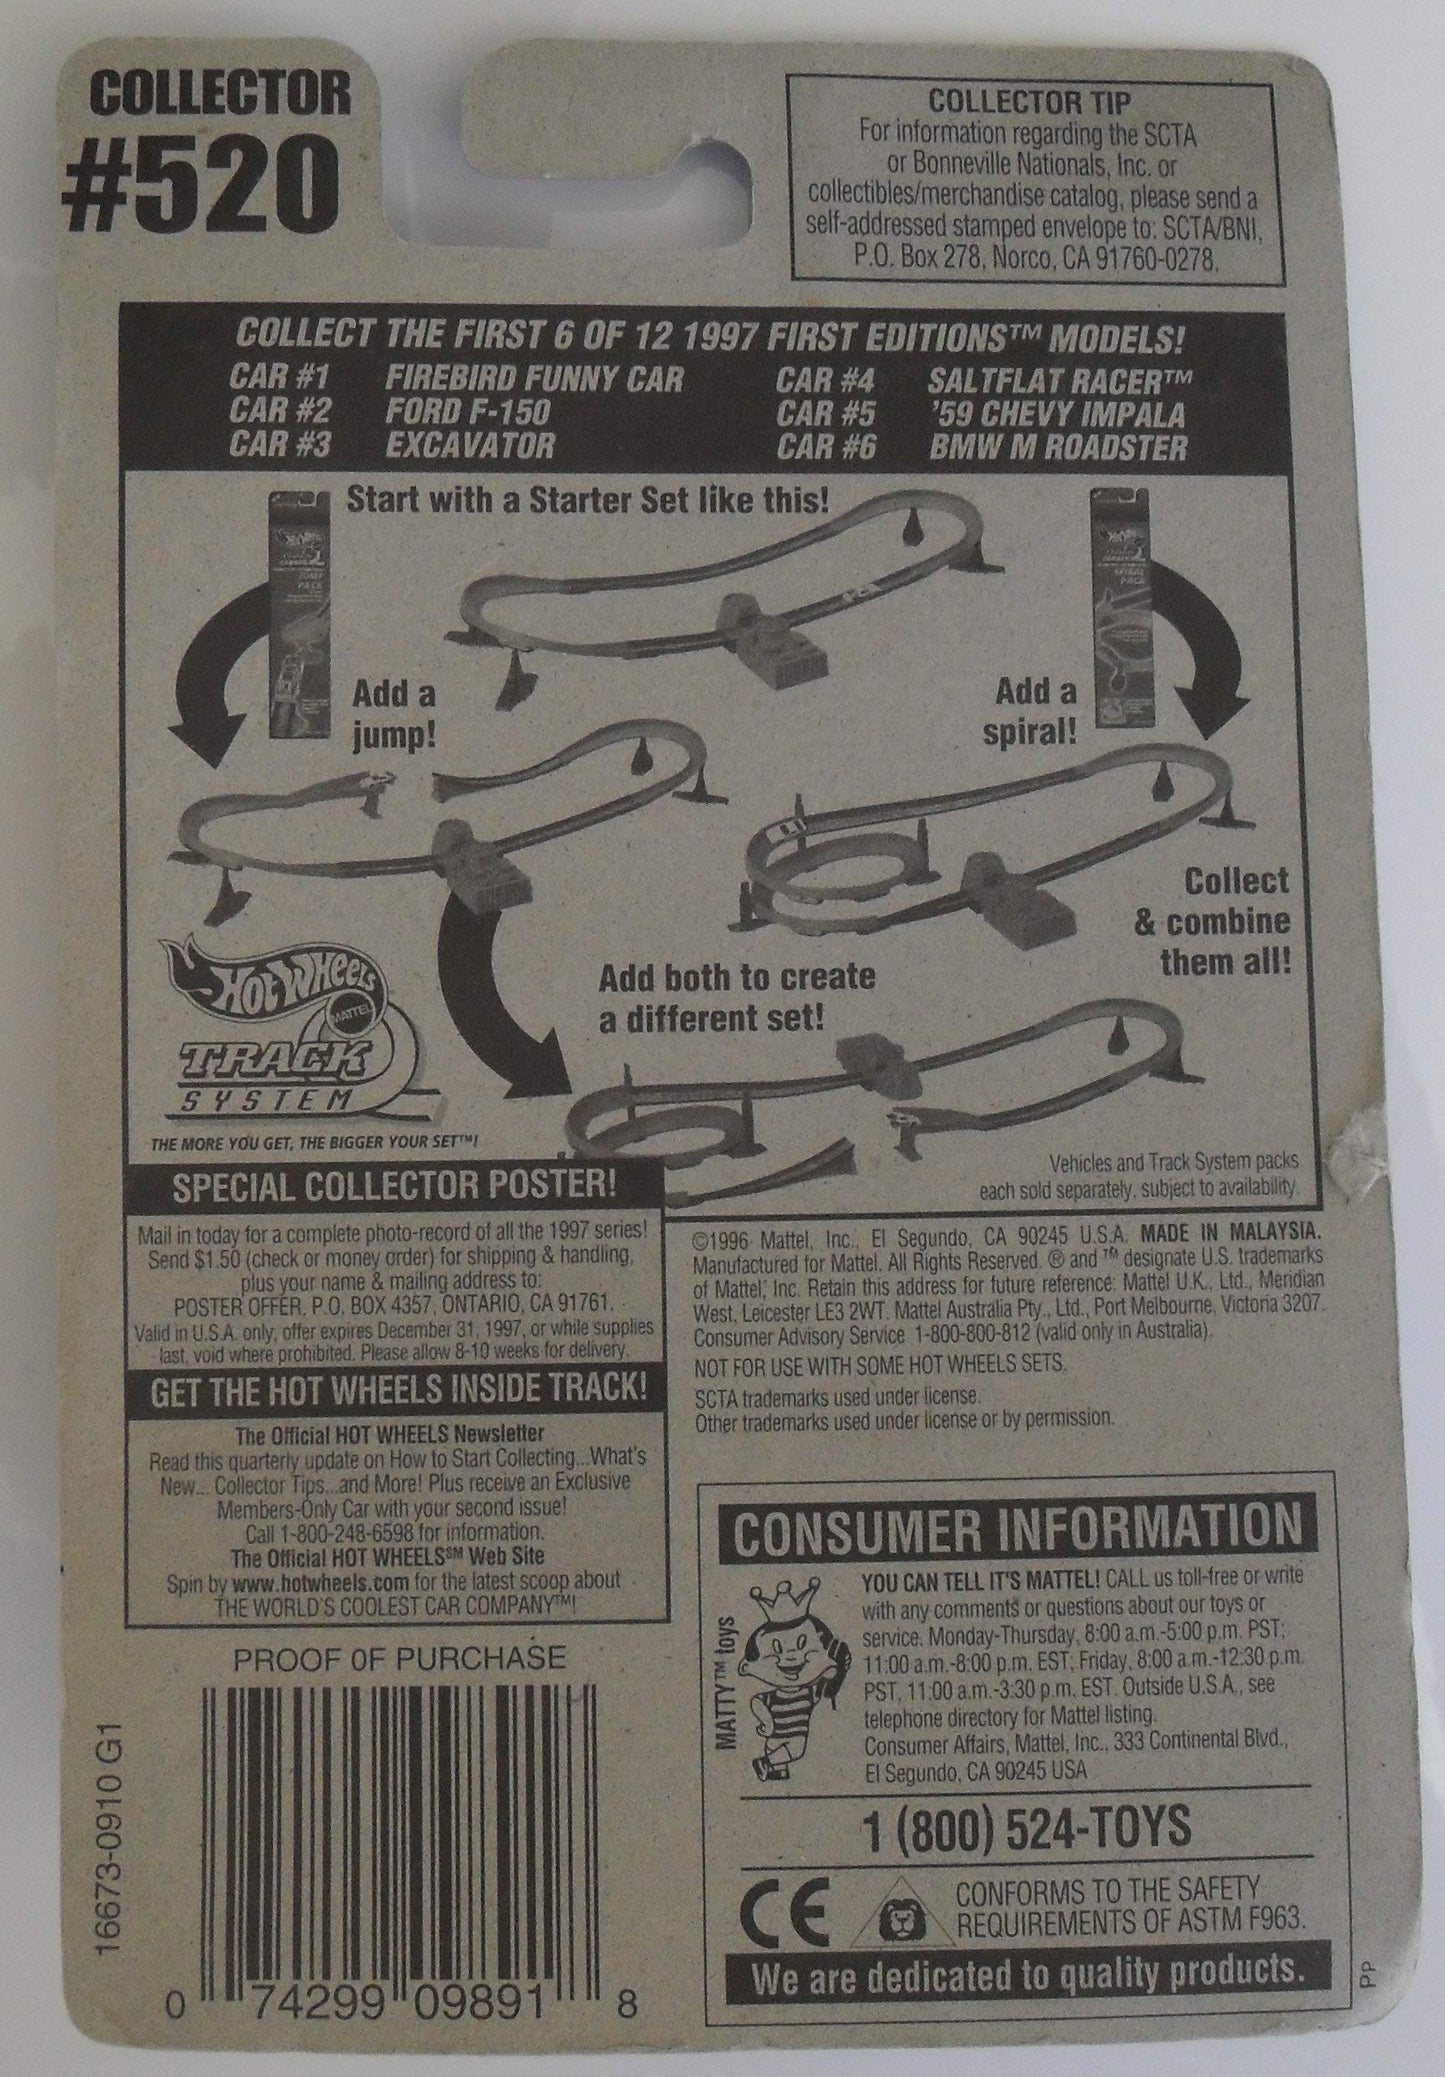 COLLECTOR
#520
COLLECTOR TIP
For information regarding the SCTA
or Bonneville Nationals, Inc. or
collectibles/merchandise catalog, please send a
self-addressed stamped envelope to: SCTA/BNI,
P.O. Box 278, Norco, CA 91760-0278.
COLLECT THE FIRST 6 OF 12 1997 FIRST EDITIONS™ MODELS!
CAR #1 FIREBIRD FUNNY CAR
CAR #2 FORD F-150
CAR #3 EXCAVATOR
CAR #4 SALTFLAT RACER™
CAR #5 '59 CHEVY IMPALA
CAR #6 BMW M ROADSTER
Start with a Starter Set like this!
JUMP
PACK
SPIRAL
PACK
Add a
jump!
Add a
spiral!
Collect
& combine
them all!
Add both to create
a different set!
HOT WHEELS
MATTEL
TRACK
SYSTEM
THE MORE YOU GET, THE BIGGER YOUR SET™!
Vehicles and Track System packs
each sold separately, subject to availability.
SPECIAL COLLECTOR POSTER!
Mail in today for a complete photo-record of all the 1997 series!
Send $1.50 (check or money order) for shipping & handling,
plus your name & mailing address to:
POSTER OFFER, P.O. BOX 4357, ONTARIO, CA 91761.
Valid in U.S.A. only, offer expires December 31, 1997, or while supplies
last, void where prohibited. Please allow 8-10 weeks for delivery.
GET THE HOT WHEELS INSIDE TRACK!
The Official HOT WHEELS Newsletter
Read this quarterly update on How to Start Collecting...What's
New... Collector Tips...and More! Plus receive an Exclusive
Members-Only Car with your second issue!
Call 1-800-248-6598 for information.
The Official HOT WHEELS℠ Web Site
Spin by www.hotwheels.com for the latest scoop about
THE WORLD'S COOLEST CAR COMPANY™!
©1996 Mattel, Inc., El Segundo, CA 90245 U.S.A. MADE IN MALAYSIA.
Manufactured for Mattel. All Rights Reserved. ® and ™ designate U.S. trademarks
of Mattel, Inc. Retain this address for future reference: Mattel U.K., Ltd., Meridian
West, Leicester LE3 2WT. Mattel Australia Pty., Ltd., Port Melbourne, Victoria 3207.
Consumer Advisory Service 1-800-800-812 (valid only in Australia).
NOT FOR USE WITH SOME HOT WHEELS SETS.
SCTA trademarks used under license.
Other trademarks used under license or by permission.
PROOF OF PURCHASE
16673-0910 G1
0 74299 09891 8
CONSUMER INFORMATION
MATTY™ toys
YOU CAN TELL IT'S MATTEL! CALL us toll-free or write
with any comments or questions about our toys or
service. Monday-Thursday, 8:00 a.m.-5:00 p.m. PST;
11:00 a.m.-8:00 p.m. EST; Friday, 8:00 a.m.-12:30 p.m.
PST, 11:00 a.m.-3:30 p.m. EST. Outside U.S.A., see
telephone directory for Mattel listing.
Consumer Affairs, Mattel, Inc., 333 Continental Blvd.,
El Segundo, CA 90245 USA
1 (800) 524-TOYS
CE
CONFORMS TO THE SAFETY
REQUIREMENTS OF ASTM F963.
We are dedicated to quality products.
PP